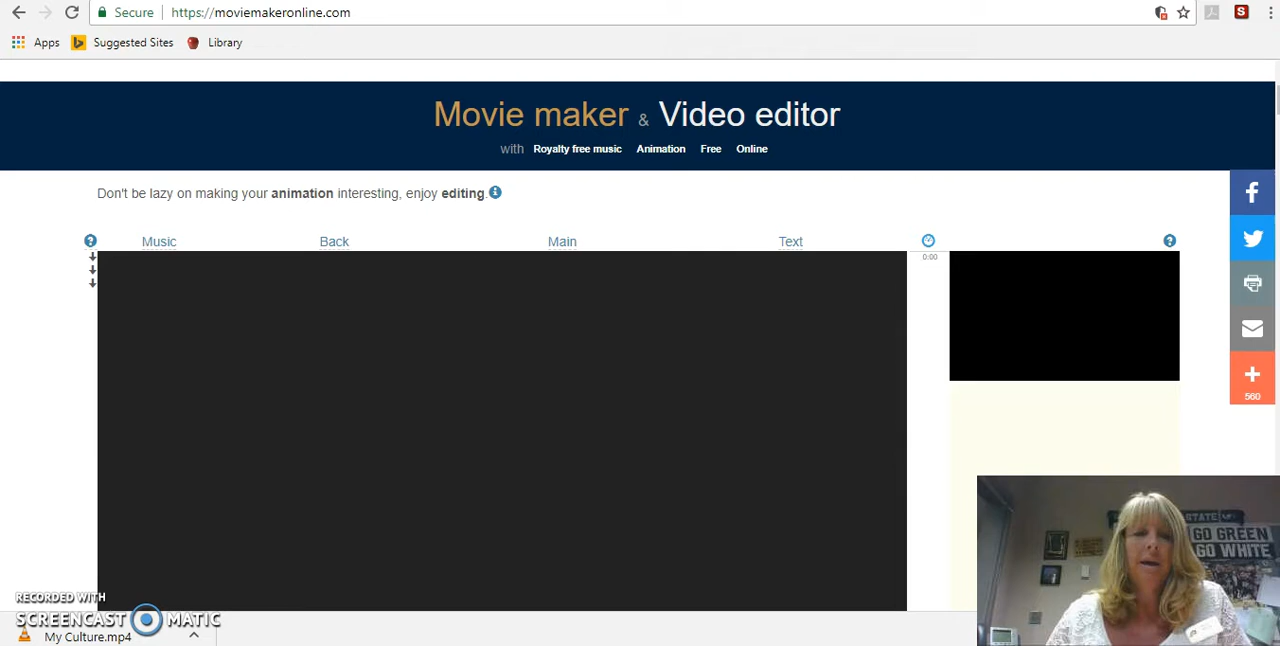 Secure https://moviemakeronline.com
S
Apps Suggested Sites Library
Movie maker & Video editor
with Royalty free music Animation Free Online
Don't be lazy on making your animation interesting, enjoy editing.
Music Back Main Text
0:00
560
STATE
GO GREEN
GO WHITE
RECORDED WITH
SCREENCAST MATIC
My Culture.mp4